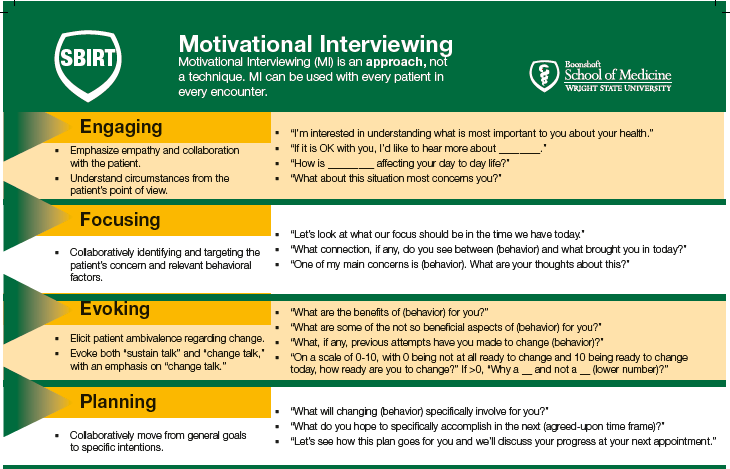 SBIRT
Motivational Interviewing
Motivational Interviewing (MI) is an approach, not
a technique. MI can be used with every patient in
every encounter.
Boonshoft
School of Medicine
WRIGHT STATE UNIVERSITY
Engaging
▪ Emphasize empathy and collaboration
with the patient.
▪ Understand circumstances from the
patient's point of view.
▪ “I'm interested in understanding what is most important to you about your health.”
▪ “If it is OK with you, I'd like to hear more about _______.”
▪ “How is ________ affecting your day to day life?”
▪ “What about this situation most concerns you?”
Focusing
▪ Collaboratively identifying and targeting the
patient's concern and relevant behavioral
factors.
▪ “Let's look at what our focus should be in the time we have today.”
▪ “What connection, if any, do you see between (behavior) and what brought you in today?”
▪ “One of my main concerns is (behavior). What are your thoughts about this?”
Evoking
▪ Elicit patient ambivalence regarding change.
▪ Evoke both “sustain talk” and “change talk,”
with an emphasis on “change talk.”
▪ “What are the benefits of (behavior) for you?”
▪ “What are some of the not so beneficial aspects of (behavior) for you?”
▪ “What, if any, previous attempts have you made to change (behavior)?”
▪ “On a scale of 0-10, with 0 being not at all ready to change and 10 being ready to change
today, how ready are you to change?” If >0, “Why a __ and not a __ (lower number)?”
Planning
▪ Collaboratively move from general goals
to specific intentions.
▪ “What will changing (behavior) specifically involve for you?”
▪ “What do you hope to specifically accomplish in the next (agreed-upon time frame)?”
▪ “Let's see how this plan goes for you and we'll discuss your progress at your next appointment.”